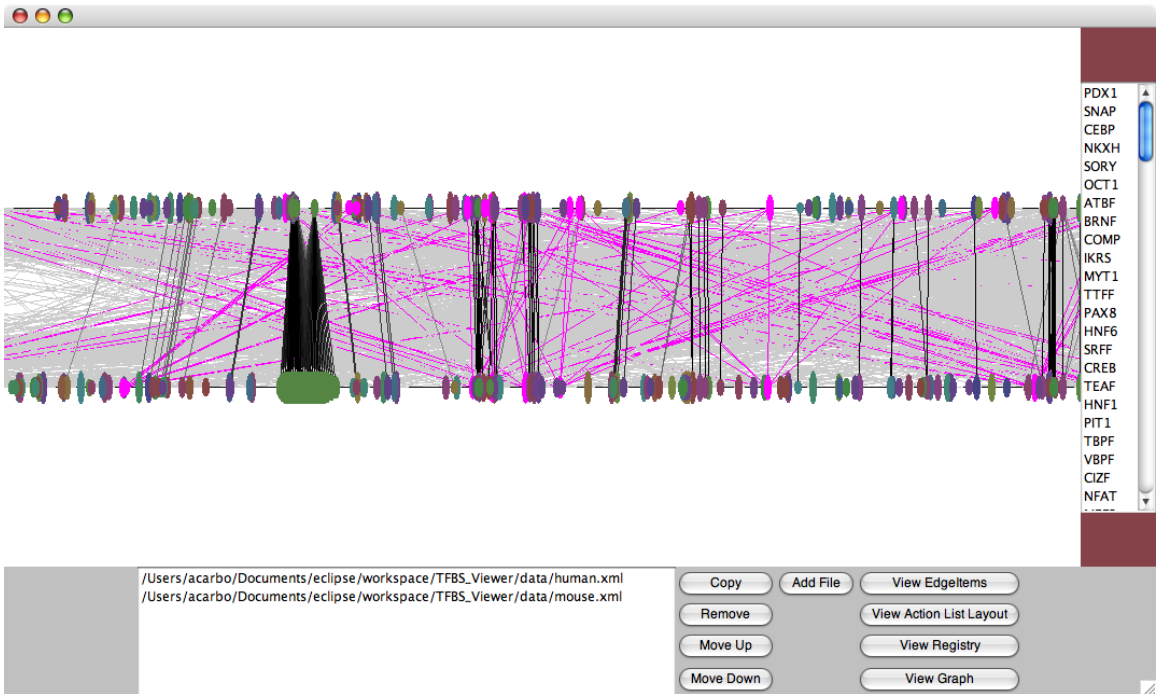 PDX1
SNAP
CEBP
NKXH
SORY
OCT1
ATBF
BRNF
COMP
IKRS
MYT1
TTFF
PAX8
HNF6
SRFF
CREB
TEAF
HNF1
PIT1
TBPF
VBPF
CIZF
NFAT
/Users/acarbo/Documents/eclipse/workspace/TFBS_Viewer/data/human.xml
/Users/acarbo/Documents/eclipse/workspace/TFBS_Viewer/data/mouse.xml
Copy Add File View EdgeItems
Remove View Action List Layout
Move Up View Registry
Move Down View Graph